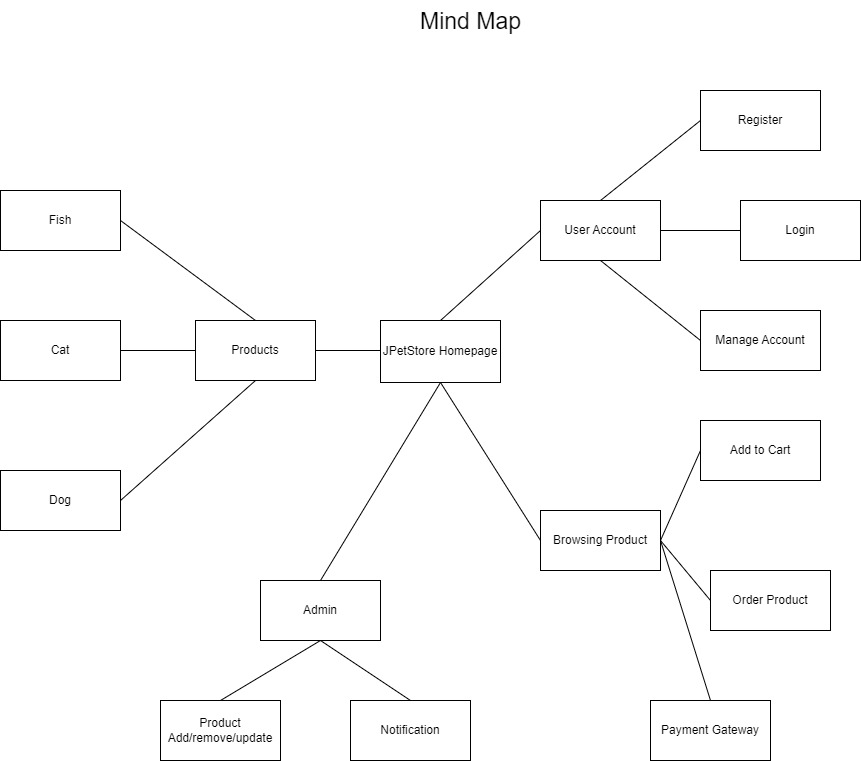 Mind Map
Register
Fish
User Account
Login
Cat
Products
JPetStore Homepage
Manage Account
Add to Cart
Dog
Browsing Product
Admin
Order Product
Product
Add/remove/update
Notification
Payment Gateway